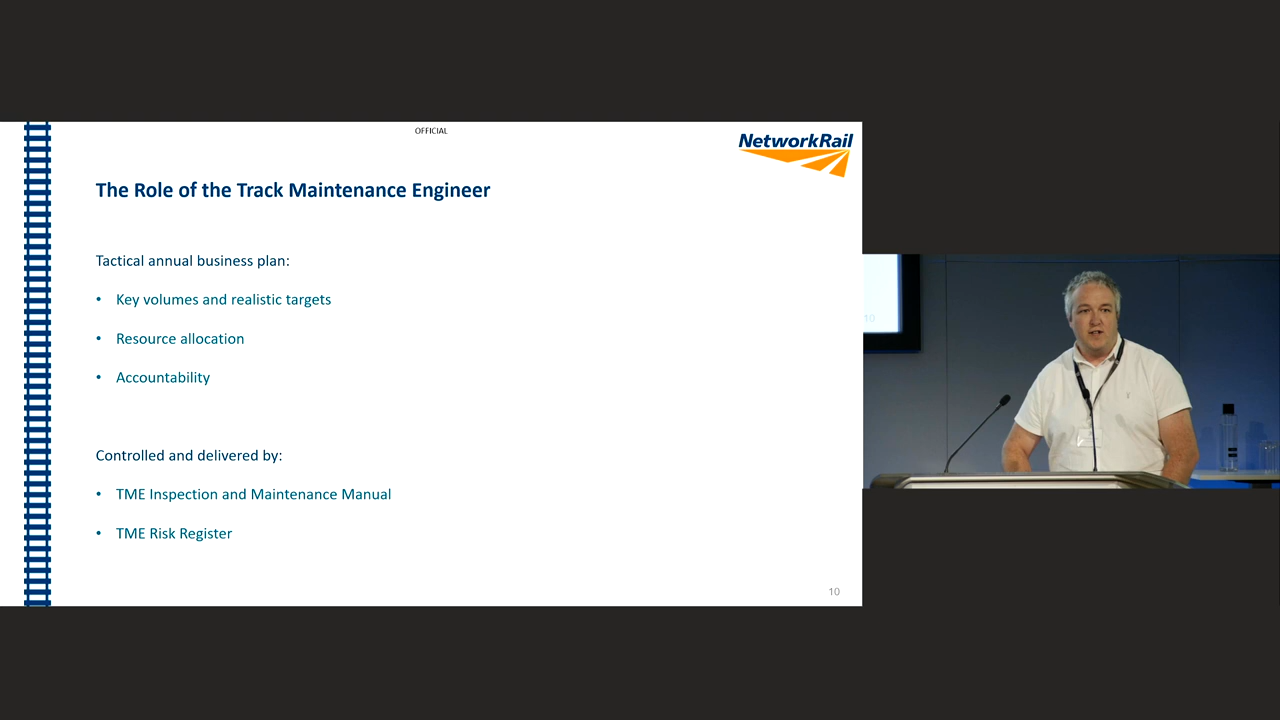 OFFICIAL
NetworkRail
The Role of the Track Maintenance Engineer
Tactical annual business plan:
• Key volumes and realistic targets
• Resource allocation
• Accountability
Controlled and delivered by:
• TME Inspection and Maintenance Manual
• TME Risk Register
10
10